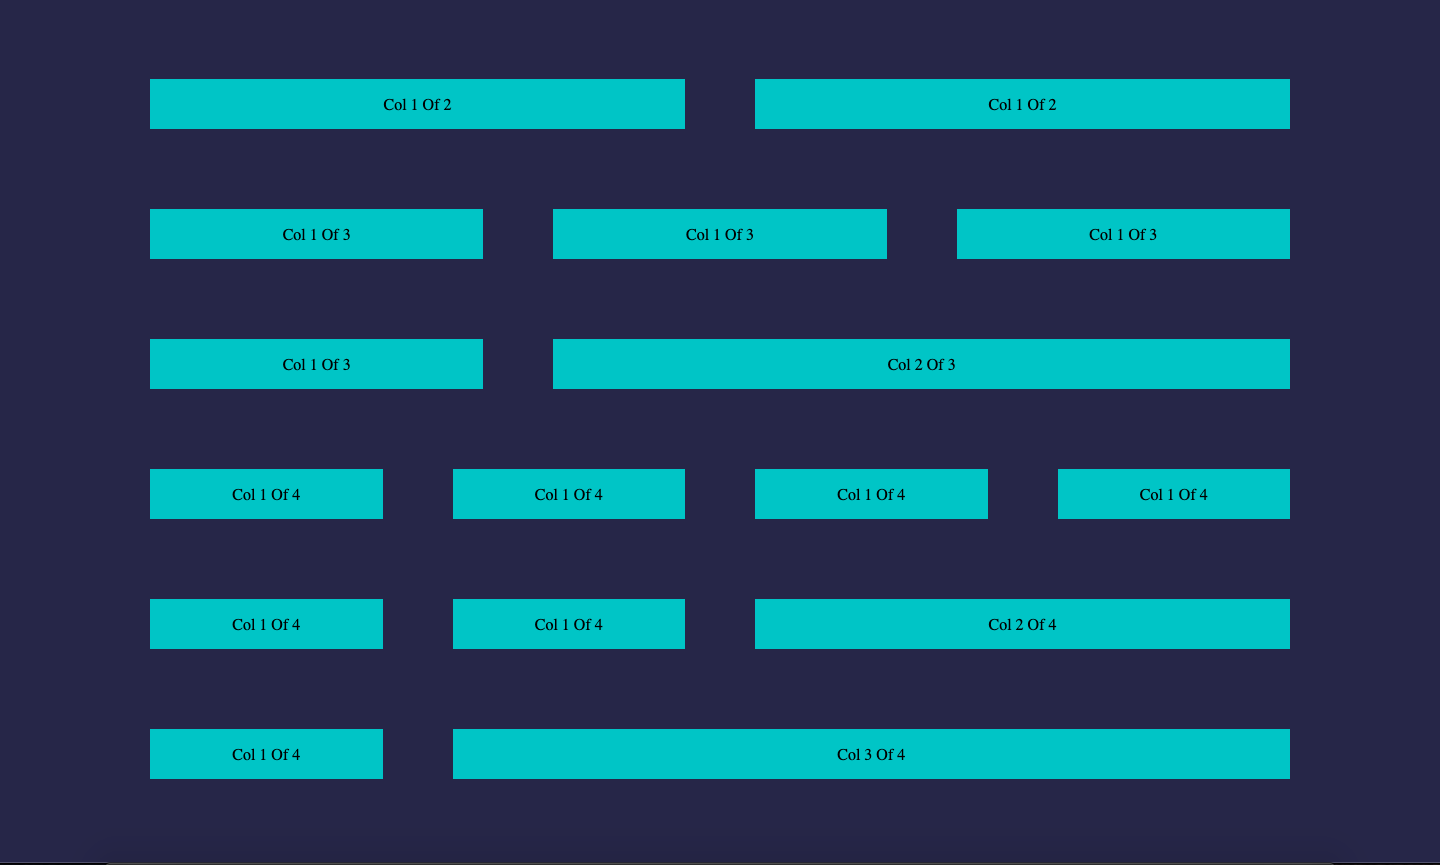 Col 1 Of 2 Col 1 Of 2
Col 1 Of 3 Col 1 Of 3 Col 1 Of 3
Col 1 Of 3 Col 2 Of 3
Col 1 Of 4 Col 1 Of 4 Col 1 Of 4 Col 1 Of 4
Col 1 Of 4 Col 1 Of 4 Col 2 Of 4
Col 1 Of 4 Col 3 Of 4